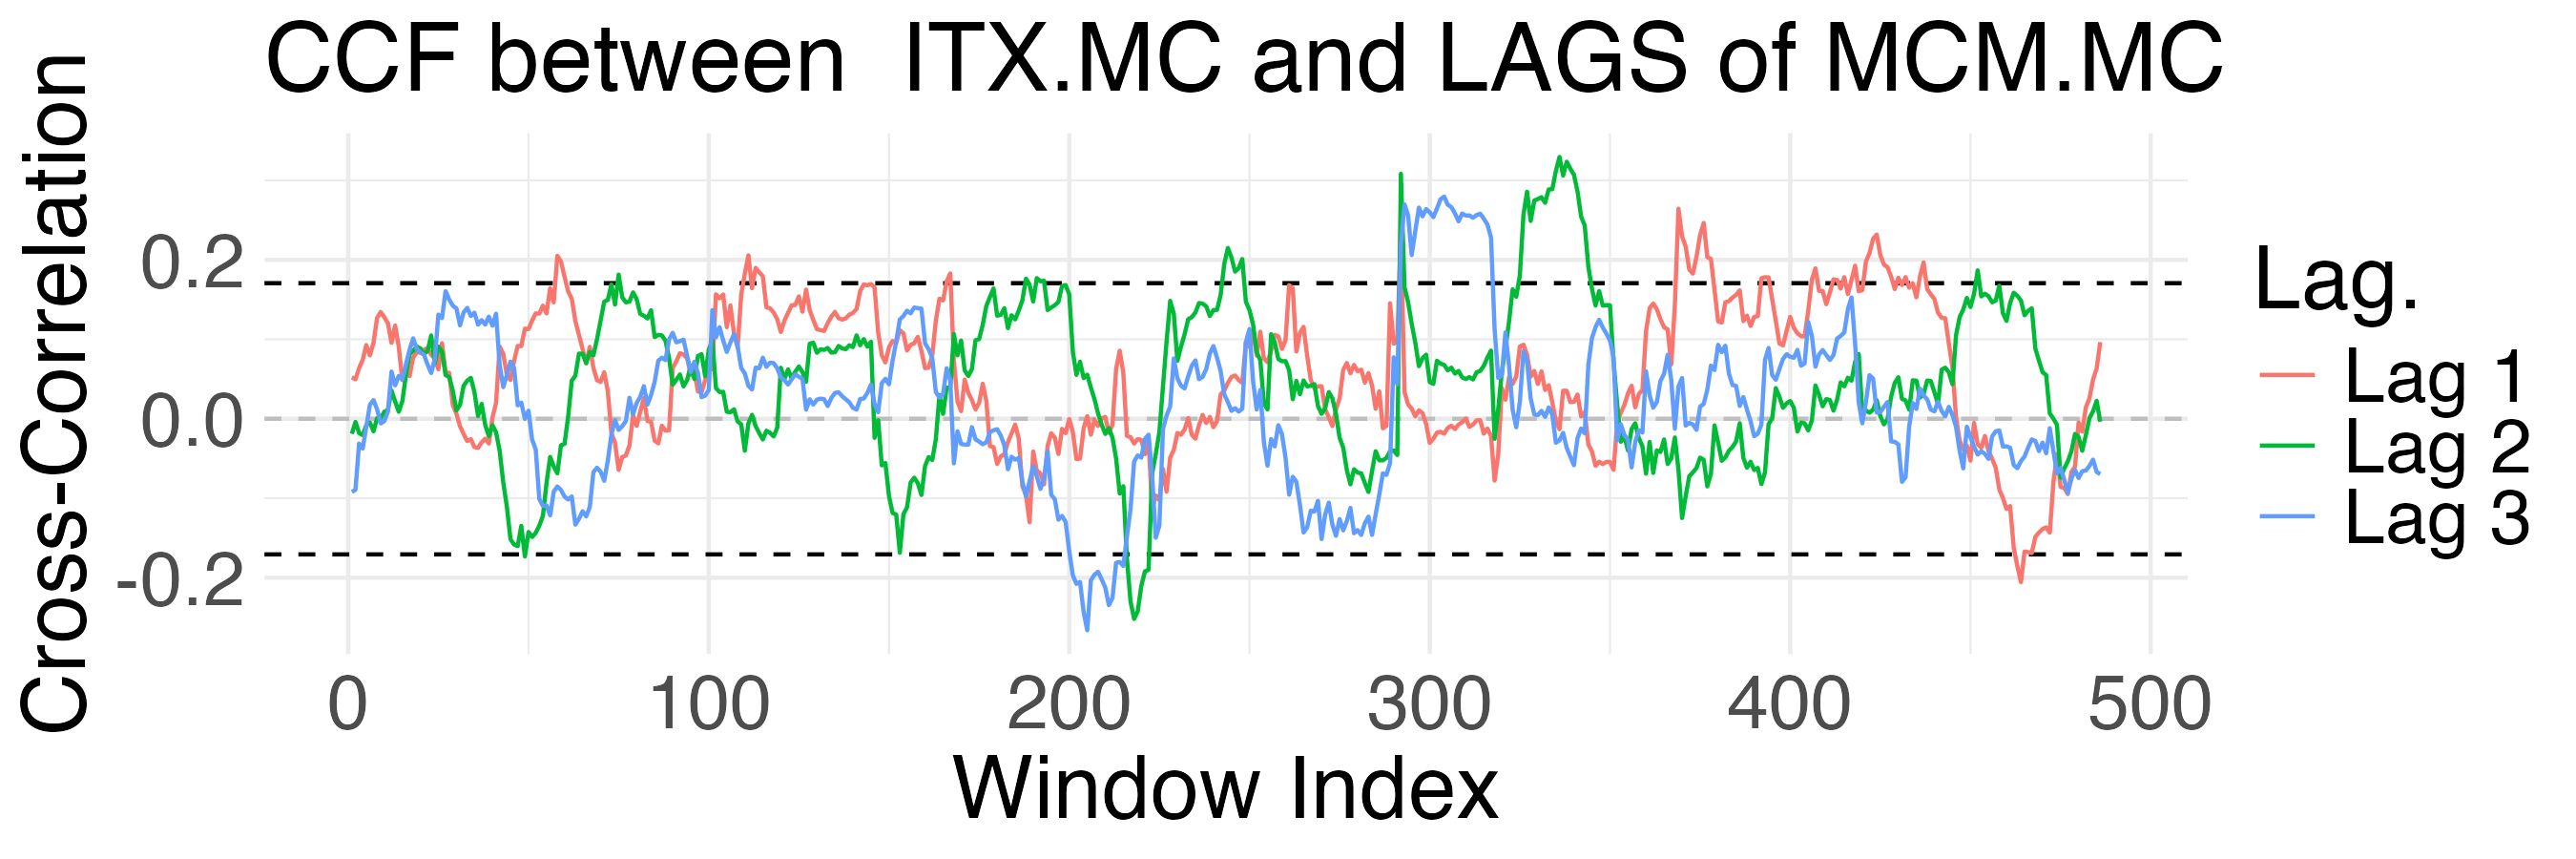 CCF between  ITX.MC and LAGS of MCM.MC
Cross-Correlation
0.2
0.0
-0.2
0 100 200 300 400 500
Window Index
Lag.
Lag 1
Lag 2
Lag 3